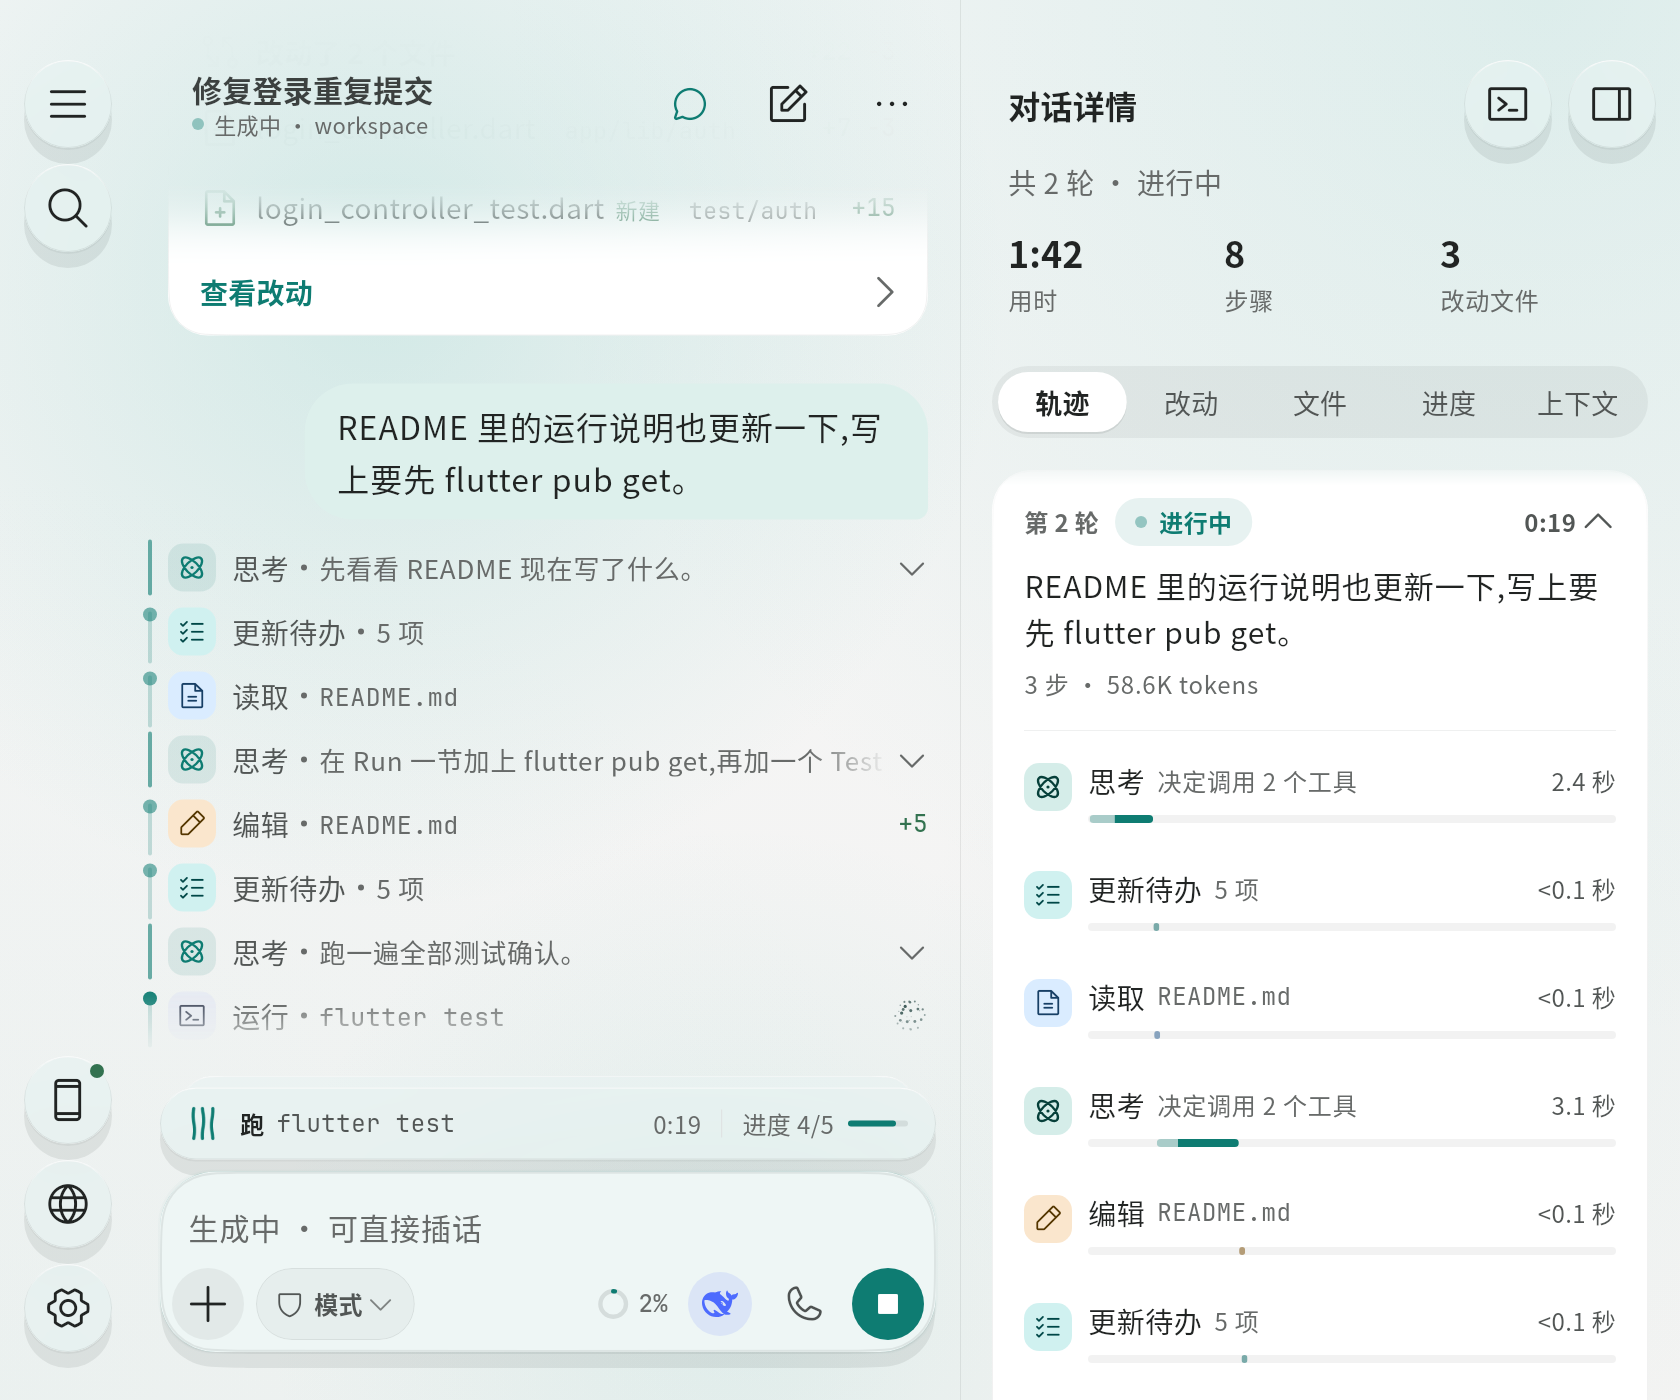 修复登录重复提交
生成中 • workspace
login_controller_test.dart 新建 test/auth +15
查看改动
README 里的运行说明也更新一下,写
上要先 flutter pub get。
思考 • 先看看 README 现在写了什么。
更新待办 • 5 项
读取 • README.md
思考 • 在 Run 一节加上 flutter pub get,再加一个 Test
编辑 • README.md +5
更新待办 • 5 项
思考 • 跑一遍全部测试确认。
运行 • flutter test
跑 flutter test 0:19 进度 4/5
生成中 • 可直接插话
模式 2%
对话详情
共 2 轮 • 进行中
1:42 8 3
用时 步骤 改动文件
轨迹 改动 文件 进度 上下文
第 2 轮 进行中 0:19
README 里的运行说明也更新一下,写上要
先 flutter pub get。
3 步 • 58.6K tokens
思考 决定调用 2 个工具 2.4 秒
更新待办 5 项 <0.1 秒
读取 README.md <0.1 秒
思考 决定调用 2 个工具 3.1 秒
编辑 README.md <0.1 秒
更新待办 5 项 <0.1 秒